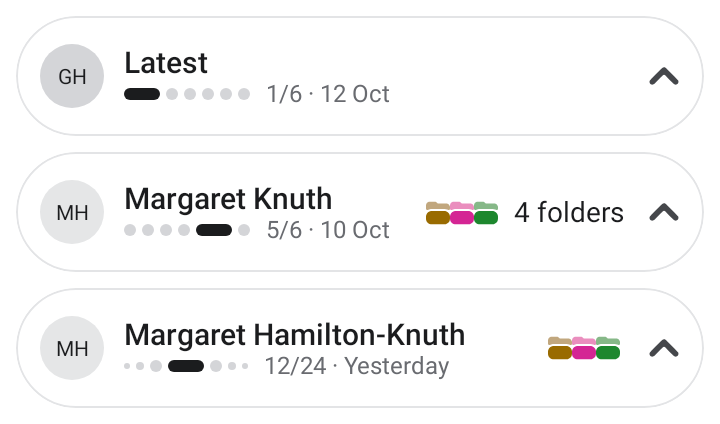 GH
Latest
1/6 · 12 Oct
MH
Margaret Knuth
5/6 · 10 Oct
4 folders
MH
Margaret Hamilton-Knuth
12/24 · Yesterday